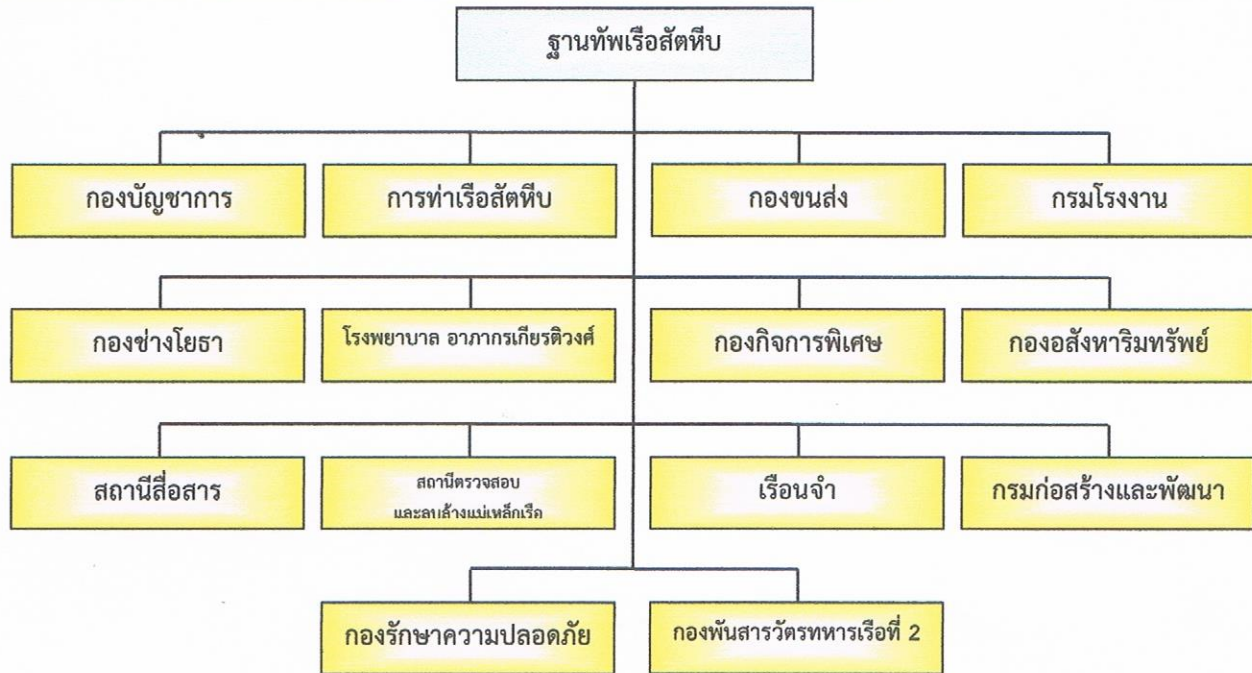 ฐานทัพเรือสัตหีบ
กองบัญชาการ
การท่าเรือสัตหีบ
กองขนส่ง
กรมโรงงาน
กองช่างโยธา
โรงพยาบาล อาภากรเกียรติวงศ์
กองกิจการพิเศษ
กองอสังหาริมทรัพย์
สถานีสื่อสาร
สถานีตรวจสอบ
และลบล้างแม่เหล็กเรือ
เรือนจำ
กรมก่อสร้างและพัฒนา
กองรักษาความปลอดภัย
กองพันสารวัตรทหารเรือที่ 2